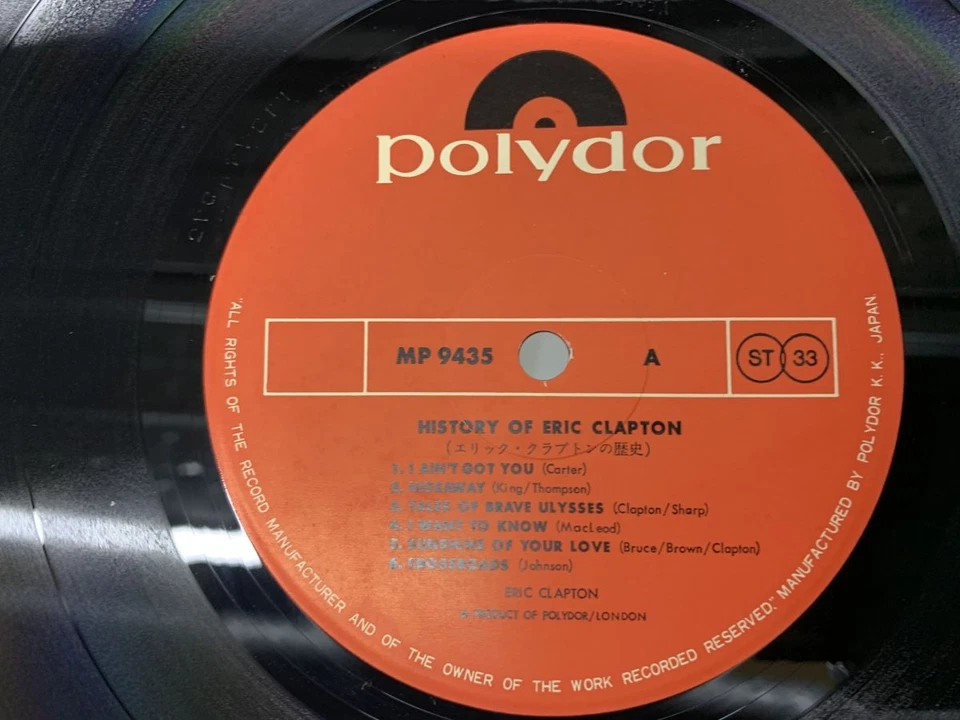 polydor
MP 9435 A ST 33
HISTORY OF ERIC CLAPTON
(エリック・クラプトンの歴史)
1. I AIN'T GOT YOU (Carter)
2. HIDEAWAY (King/Thompson)
3. TALES OF BRAVE ULYSSES (Clapton/Sharp)
4. I WANT TO KNOW (MacLeod)
5. SUNSHINE OF YOUR LOVE (Bruce/Brown/Clapton)
6. CROSSROADS (Johnson)
ERIC CLAPTON
A PRODUCT OF POLYDOR/LONDON
"ALL RIGHTS OF THE RECORD MANUFACTURER AND OF THE OWNER OF THE WORK RECORDED RESERVED." MANUFACTURED BY POLYDOR K. K., JAPAN